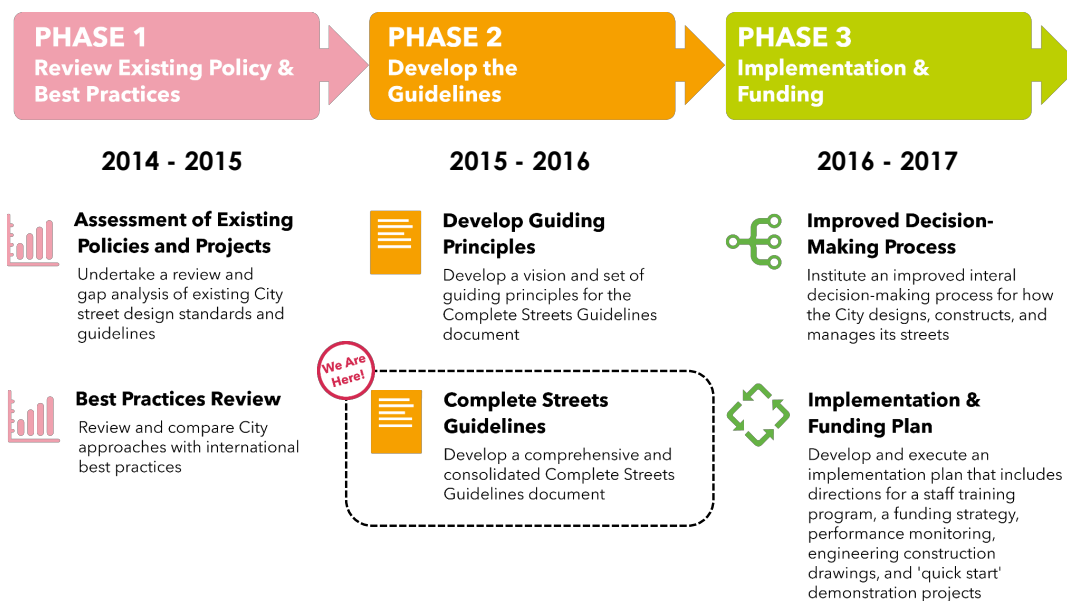 PHASE 1
Review Existing Policy &
Best Practices
PHASE 2
Develop the
Guidelines
PHASE 3
Implementation &
Funding
2014 - 2015
2015 - 2016
2016 - 2017
Assessment of Existing
Policies and Projects
Undertake a review and
gap analysis of existing City
street design standards and
guidelines
Best Practices Review
Review and compare City
approaches with international
best practices
Develop Guiding
Principles
Develop a vision and set of
guiding principles for the
Complete Streets Guidelines
document
We Are
Here!
Complete Streets
Guidelines
Develop a comprehensive and
consolidated Complete Streets
Guidelines document
Improved Decision-
Making Process
Institute an improved interal
decision-making process for how
the City designs, constructs, and
manages its streets
Implementation &
Funding Plan
Develop and execute an
implementation plan that includes
directions for a staff training
program, a funding strategy,
performance monitoring,
engineering construction
drawings, and 'quick start'
demonstration projects